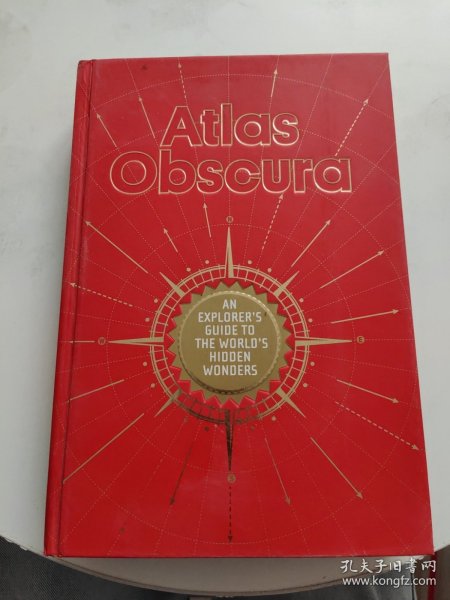 Atlas
Obscura
N
AN
EXPLORER'S
GUIDE TO
THE WORLD'S
HIDDEN
WONDERS
W
E
S
孔夫子旧书网
www.kongfz.com